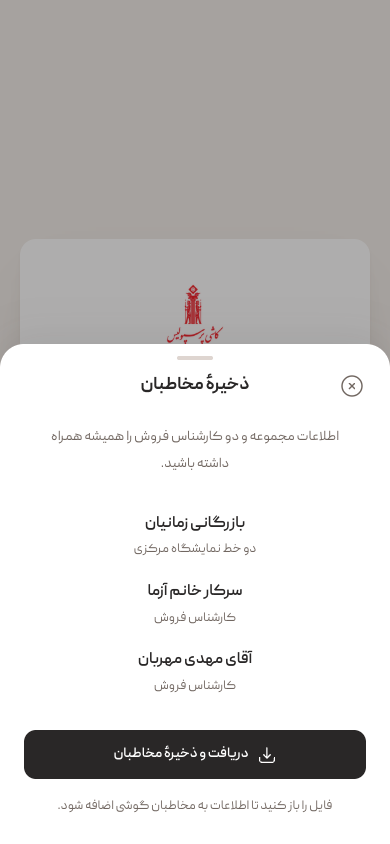 کاشی پرسپولیس
ذخیرهٔ مخاطبان
اطلاعات مجموعه و دو کارشناس فروش را همیشه همراه
داشته باشید.
بازرگانی زمانیان
دو خط نمایشگاه مرکزی
سرکار خانم آزما
کارشناس فروش
آقای مهدی مهربان
کارشناس فروش
دریافت و ذخیرهٔ مخاطبان
فایل را باز کنید تا اطلاعات به مخاطبان گوشی اضافه شود.